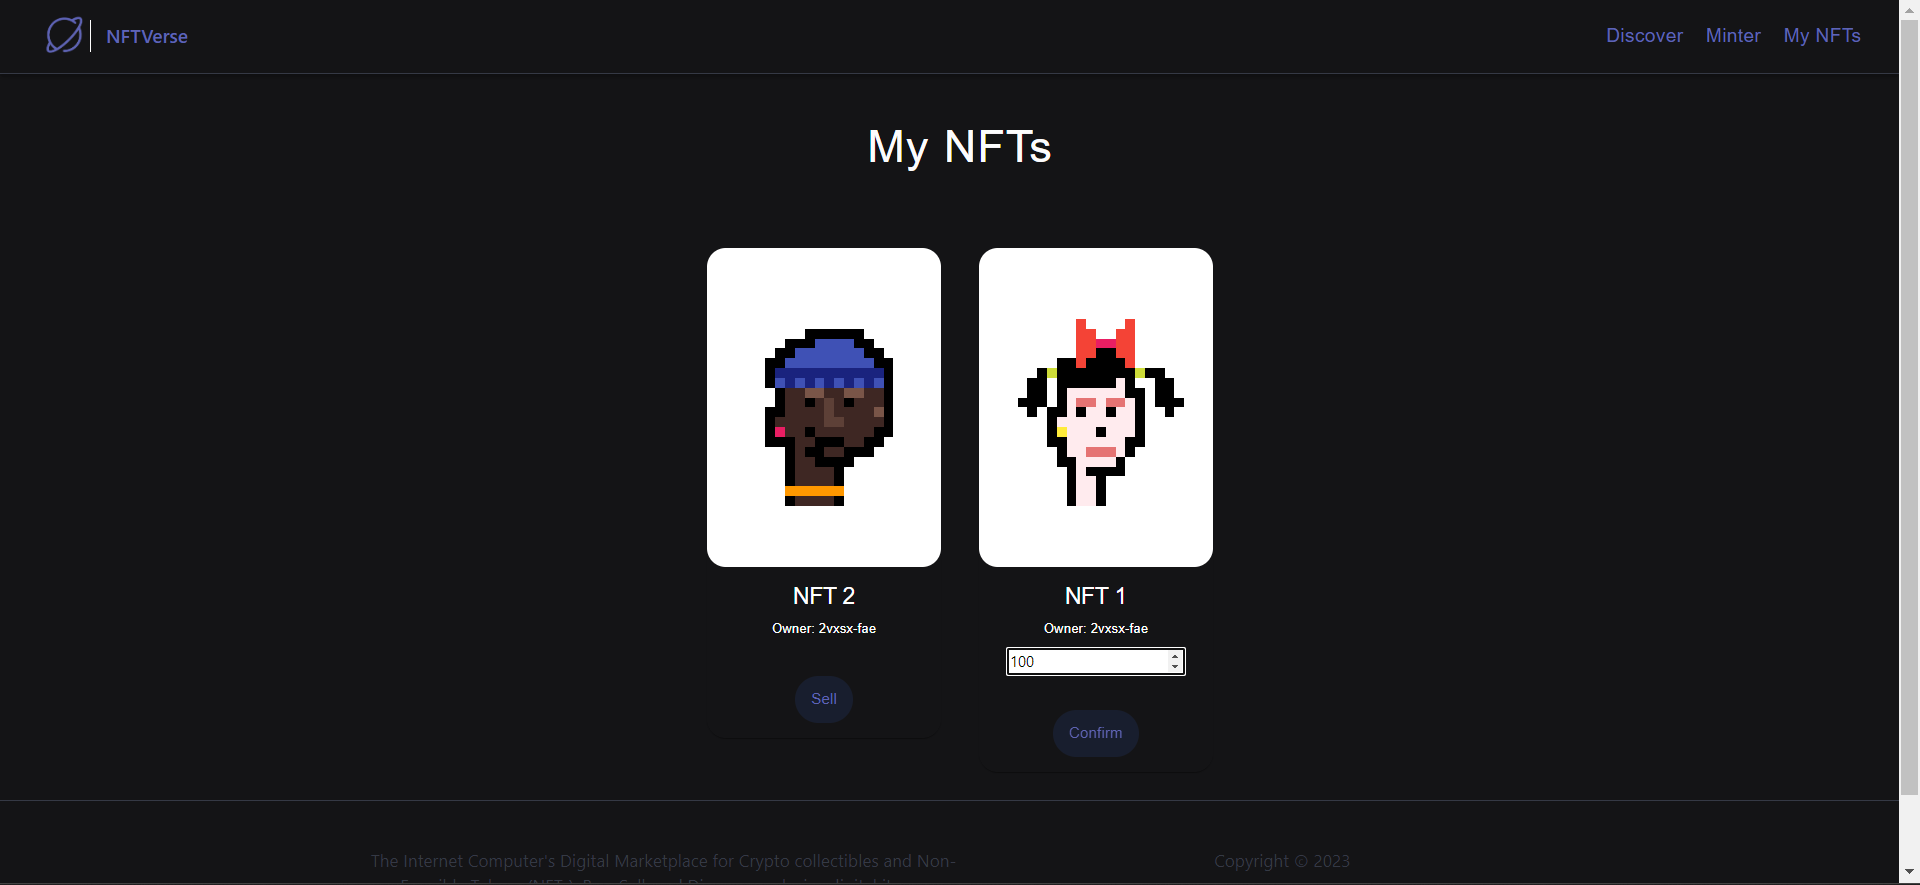 NFTVerse
Discover
Minter
My NFTs
My NFTs
NFT 2
Owner: 2vxsx-fae
Sell
NFT 1
Owner: 2vxsx-fae
100
Confirm
The Internet Computer's Digital Marketplace for Crypto collectibles and Non-
Copyright © 2023